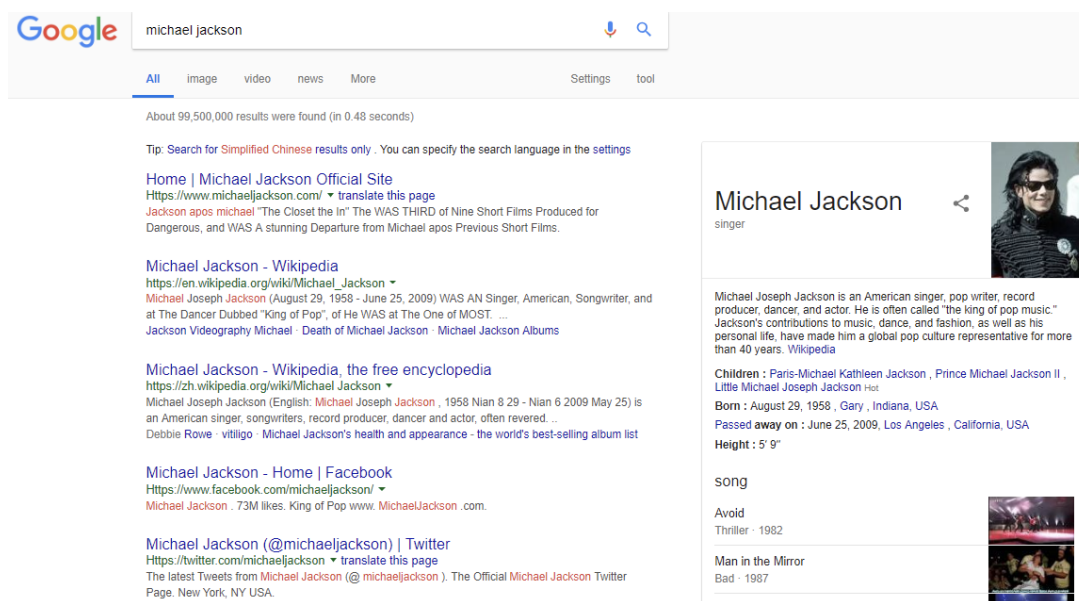 Google
michael jackson
All image video news More Settings tool
About 99,500,000 results were found (in 0.48 seconds)
Tip: Search for Simplified Chinese results only . You can specify the search language in the settings
Home | Michael Jackson Official Site
Https://www.michaeljackson.com/ translate this page
Jackson apos michael "The Closet the In" The WAS THIRD of Nine Short Films Produced for
Dangerous, and WAS A stunning Departure from Michael apos Previous Short Films.
Michael Jackson - Wikipedia
https://en.wikipedia.org/wiki/Michael_Jackson
Michael Joseph Jackson (August 29, 1958 - June 25, 2009) WAS AN Singer, American, Songwriter, and
at The Dancer Dubbed "King of Pop", of He WAS at The One of MOST. ...
Jackson Videography Michael · Death of Michael Jackson · Michael Jackson Albums
Michael Jackson - Wikipedia, the free encyclopedia
https://zh.wikipedia.org/wiki/Michael Jackson
Michael Joseph Jackson (English: Michael Joseph Jackson , 1958 Nian 8 29 - Nian 6 2009 May 25) is
an American singer, songwriters, record producer, dancer and actor, often revered. ..
Debbie Rowe · vitiligo · Michael Jackson's health and appearance - the world's best-selling album list
Michael Jackson - Home | Facebook
Https://www.facebook.com/michaeljackson/
Michael Jackson . 73M likes. King of Pop www. MichaelJackson .com.
Michael Jackson (@michaeljackson) | Twitter
Https://twitter.com/michaeljackson translate this page
The latest Tweets from Michael Jackson (@ michaeljackson ). The Official Michael Jackson Twitter
Page. New York, NY USA.
Michael Jackson
singer
Michael Joseph Jackson is an American singer, pop writer, record
producer, dancer, and actor. He is often called "the king of pop music."
Jackson's contributions to music, dance, and fashion, as well as his
personal life, have made him a global pop culture representative for more
than 40 years. Wikipedia
Children : Paris-Michael Kathleen Jackson , Prince Michael Jackson II ,
Little Michael Joseph Jackson Hot
Born : August 29, 1958 , Gary , Indiana, USA
Passed away on : June 25, 2009, Los Angeles , California, USA
Height : 5' 9"
song
Avoid
Thriller · 1982
Man in the Mirror
Bad · 1987